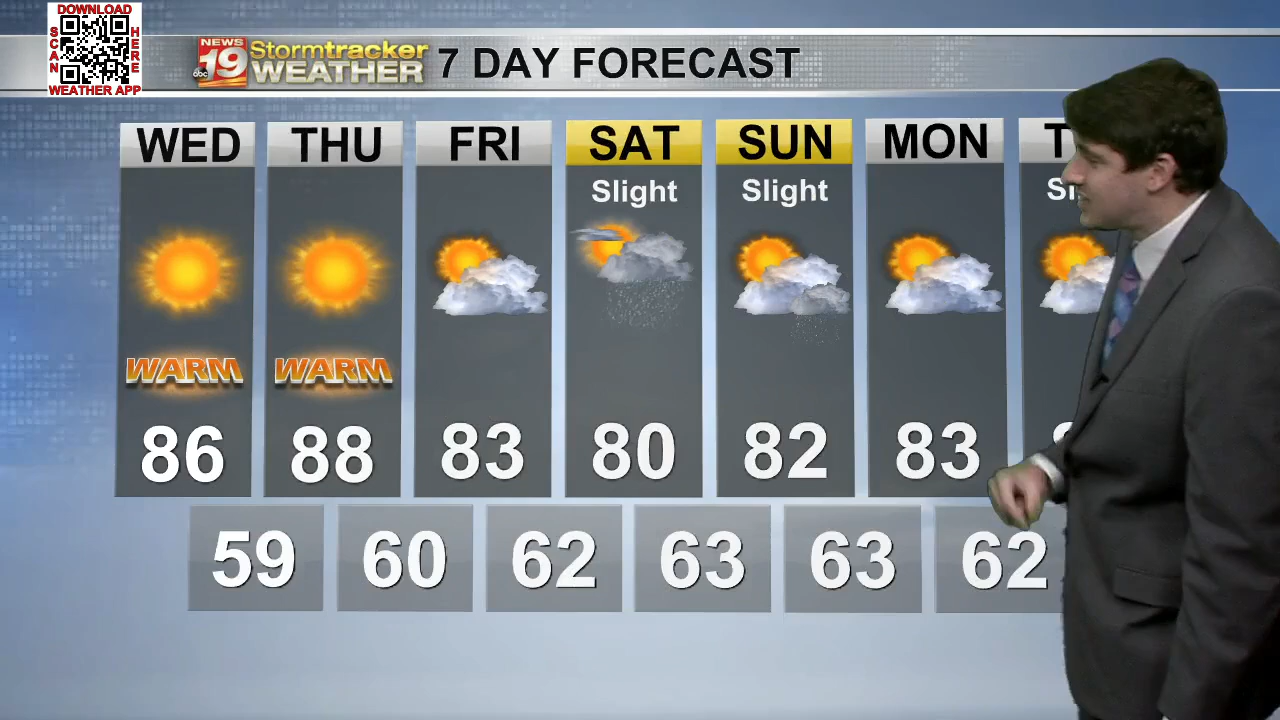 DOWNLOAD
SCAN
HERE
WEATHER APP
NEWS
abc 19
Stormtracker
WEATHER
7 DAY FORECAST
WED THU FRI SAT SUN MON T
Slight Slight Sl
WARM WARM
86 88 83 80 82 83
59 60 62 63 63 62